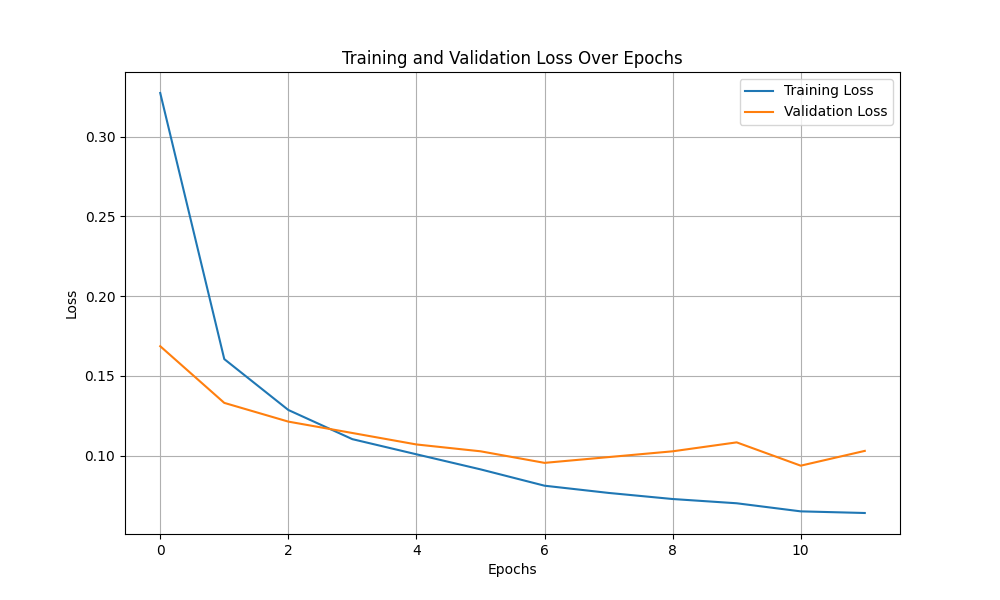 Training and Validation Loss Over Epochs
Training Loss
Validation Loss
0.30
0.25
0.20
0.15
0.10
Loss
0 2 4 6 8 10
Epochs